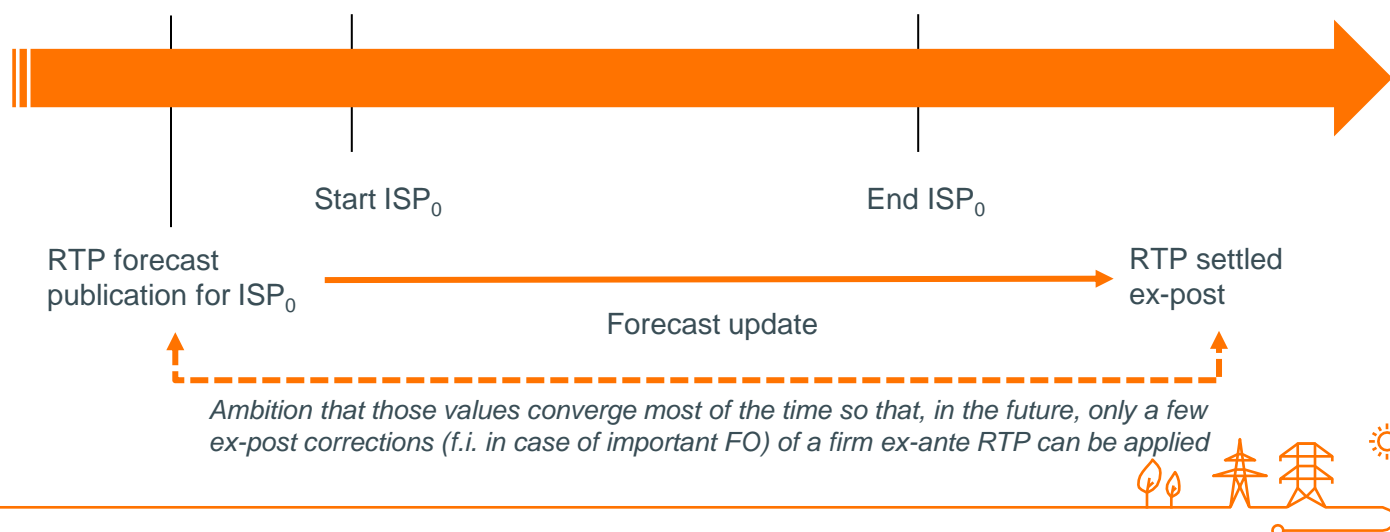 Start ISP₀
End ISP₀
RTP forecast
publication for ISP₀
RTP settled
ex-post
Forecast update
Ambition that those values converge most of the time so that, in the future, only a few
ex-post corrections (f.i. in case of important FO) of a firm ex-ante RTP can be applied